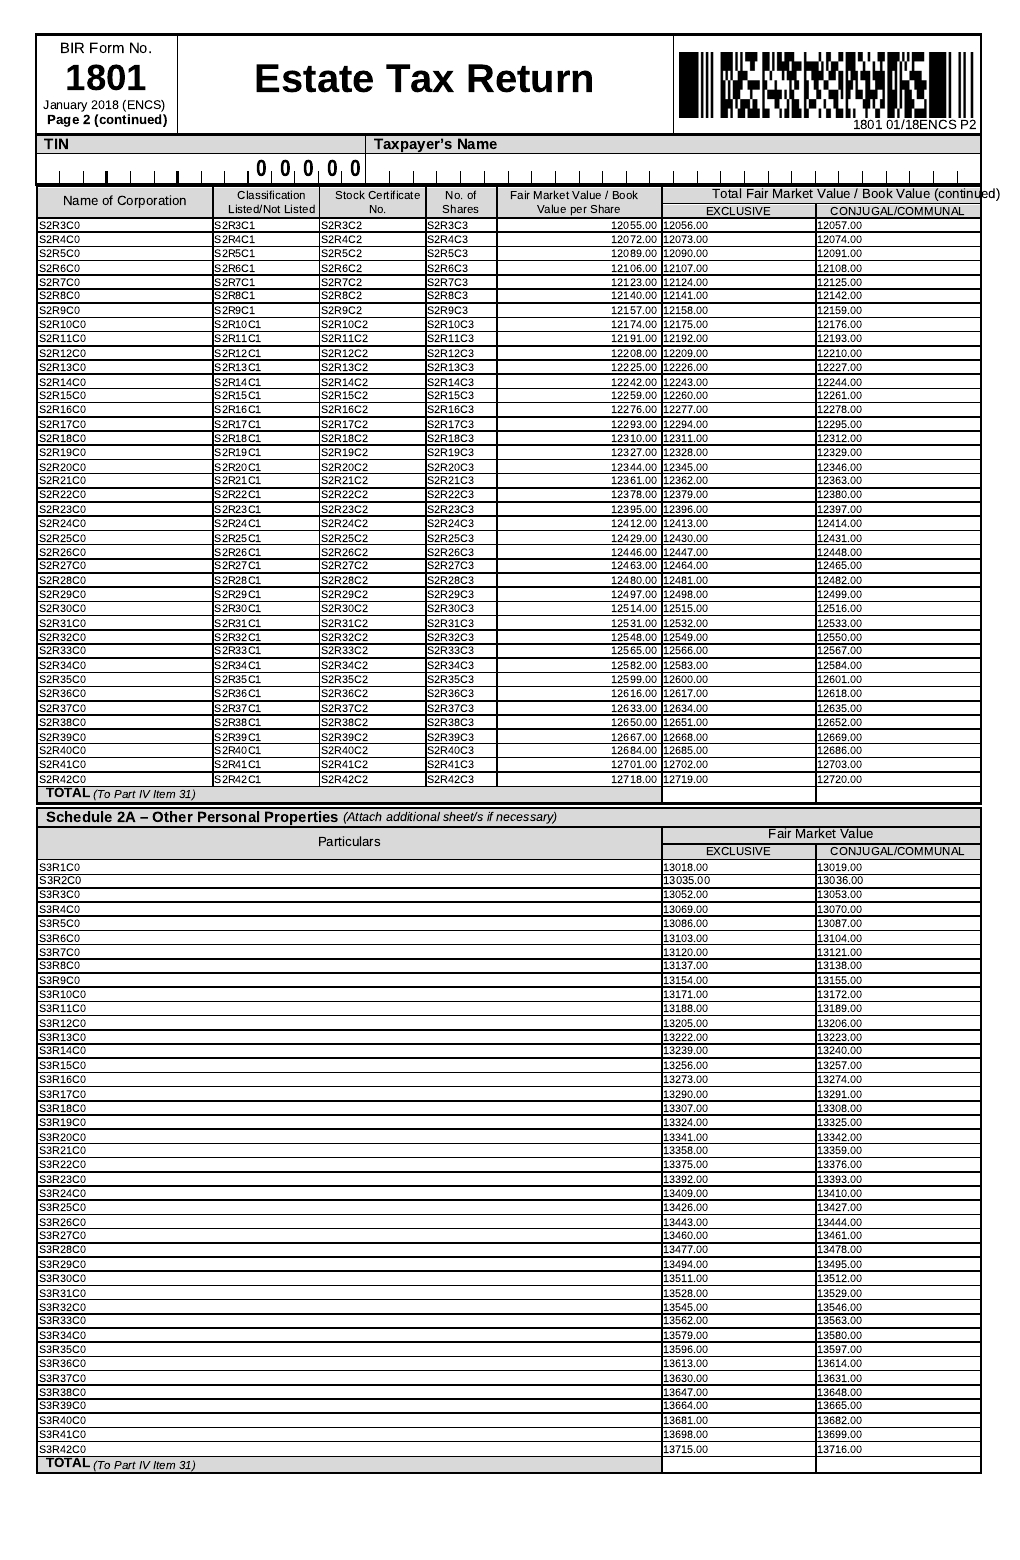 BIR Form No.
1801
January 2018 (ENCS)
Page 2 (continued)
Estate Tax Return
1801 01/18ENCS P2
TIN Taxpayer's Name
0 0 0 0 0
Name of Corporation Classification Listed/Not Listed Stock Certificate No. No. of Shares Fair Market Value / Book Value per Share Total Fair Market Value / Book Value (continued)
EXCLUSIVE CONJUGAL/COMMUNAL
S2R3C0 S2R3C1 S2R3C2 S2R3C3 12055.00 12056.00 12057.00
S2R4C0 S2R4C1 S2R4C2 S2R4C3 12072.00 12073.00 12074.00
S2R5C0 S2R5C1 S2R5C2 S2R5C3 12089.00 12090.00 12091.00
S2R6C0 S2R6C1 S2R6C2 S2R6C3 12106.00 12107.00 12108.00
S2R7C0 S2R7C1 S2R7C2 S2R7C3 12123.00 12124.00 12125.00
S2R8C0 S2R8C1 S2R8C2 S2R8C3 12140.00 12141.00 12142.00
S2R9C0 S2R9C1 S2R9C2 S2R9C3 12157.00 12158.00 12159.00
S2R10C0 S2R10C1 S2R10C2 S2R10C3 12174.00 12175.00 12176.00
S2R11C0 S2R11C1 S2R11C2 S2R11C3 12191.00 12192.00 12193.00
S2R12C0 S2R12C1 S2R12C2 S2R12C3 12208.00 12209.00 12210.00
S2R13C0 S2R13C1 S2R13C2 S2R13C3 12225.00 12226.00 12227.00
S2R14C0 S2R14C1 S2R14C2 S2R14C3 12242.00 12243.00 12244.00
S2R15C0 S2R15C1 S2R15C2 S2R15C3 12259.00 12260.00 12261.00
S2R16C0 S2R16C1 S2R16C2 S2R16C3 12276.00 12277.00 12278.00
S2R17C0 S2R17C1 S2R17C2 S2R17C3 12293.00 12294.00 12295.00
S2R18C0 S2R18C1 S2R18C2 S2R18C3 12310.00 12311.00 12312.00
S2R19C0 S2R19C1 S2R19C2 S2R19C3 12327.00 12328.00 12329.00
S2R20C0 S2R20C1 S2R20C2 S2R20C3 12344.00 12345.00 12346.00
S2R21C0 S2R21C1 S2R21C2 S2R21C3 12361.00 12362.00 12363.00
S2R22C0 S2R22C1 S2R22C2 S2R22C3 12378.00 12379.00 12380.00
S2R23C0 S2R23C1 S2R23C2 S2R23C3 12395.00 12396.00 12397.00
S2R24C0 S2R24C1 S2R24C2 S2R24C3 12412.00 12413.00 12414.00
S2R25C0 S2R25C1 S2R25C2 S2R25C3 12429.00 12430.00 12431.00
S2R26C0 S2R26C1 S2R26C2 S2R26C3 12446.00 12447.00 12448.00
S2R27C0 S2R27C1 S2R27C2 S2R27C3 12463.00 12464.00 12465.00
S2R28C0 S2R28C1 S2R28C2 S2R28C3 12480.00 12481.00 12482.00
S2R29C0 S2R29C1 S2R29C2 S2R29C3 12497.00 12498.00 12499.00
S2R30C0 S2R30C1 S2R30C2 S2R30C3 12514.00 12515.00 12516.00
S2R31C0 S2R31C1 S2R31C2 S2R31C3 12531.00 12532.00 12533.00
S2R32C0 S2R32C1 S2R32C2 S2R32C3 12548.00 12549.00 12550.00
S2R33C0 S2R33C1 S2R33C2 S2R33C3 12565.00 12566.00 12567.00
S2R34C0 S2R34C1 S2R34C2 S2R34C3 12582.00 12583.00 12584.00
S2R35C0 S2R35C1 S2R35C2 S2R35C3 12599.00 12600.00 12601.00
S2R36C0 S2R36C1 S2R36C2 S2R36C3 12616.00 12617.00 12618.00
S2R37C0 S2R37C1 S2R37C2 S2R37C3 12633.00 12634.00 12635.00
S2R38C0 S2R38C1 S2R38C2 S2R38C3 12650.00 12651.00 12652.00
S2R39C0 S2R39C1 S2R39C2 S2R39C3 12667.00 12668.00 12669.00
S2R40C0 S2R40C1 S2R40C2 S2R40C3 12684.00 12685.00 12686.00
S2R41C0 S2R41C1 S2R41C2 S2R41C3 12701.00 12702.00 12703.00
S2R42C0 S2R42C1 S2R42C2 S2R42C3 12718.00 12719.00 12720.00
TOTAL (To Part IV Item 31)
Schedule 2A – Other Personal Properties (Attach additional sheet/s if necessary)
Particulars Fair Market Value
EXCLUSIVE CONJUGAL/COMMUNAL
S3R1C0 13018.00 13019.00
S3R2C0 13035.00 13036.00
S3R3C0 13052.00 13053.00
S3R4C0 13069.00 13070.00
S3R5C0 13086.00 13087.00
S3R6C0 13103.00 13104.00
S3R7C0 13120.00 13121.00
S3R8C0 13137.00 13138.00
S3R9C0 13154.00 13155.00
S3R10C0 13171.00 13172.00
S3R11C0 13188.00 13189.00
S3R12C0 13205.00 13206.00
S3R13C0 13222.00 13223.00
S3R14C0 13239.00 13240.00
S3R15C0 13256.00 13257.00
S3R16C0 13273.00 13274.00
S3R17C0 13290.00 13291.00
S3R18C0 13307.00 13308.00
S3R19C0 13324.00 13325.00
S3R20C0 13341.00 13342.00
S3R21C0 13358.00 13359.00
S3R22C0 13375.00 13376.00
S3R23C0 13392.00 13393.00
S3R24C0 13409.00 13410.00
S3R25C0 13426.00 13427.00
S3R26C0 13443.00 13444.00
S3R27C0 13460.00 13461.00
S3R28C0 13477.00 13478.00
S3R29C0 13494.00 13495.00
S3R30C0 13511.00 13512.00
S3R31C0 13528.00 13529.00
S3R32C0 13545.00 13546.00
S3R33C0 13562.00 13563.00
S3R34C0 13579.00 13580.00
S3R35C0 13596.00 13597.00
S3R36C0 13613.00 13614.00
S3R37C0 13630.00 13631.00
S3R38C0 13647.00 13648.00
S3R39C0 13664.00 13665.00
S3R40C0 13681.00 13682.00
S3R41C0 13698.00 13699.00
S3R42C0 13715.00 13716.00
TOTAL (To Part IV Item 31)